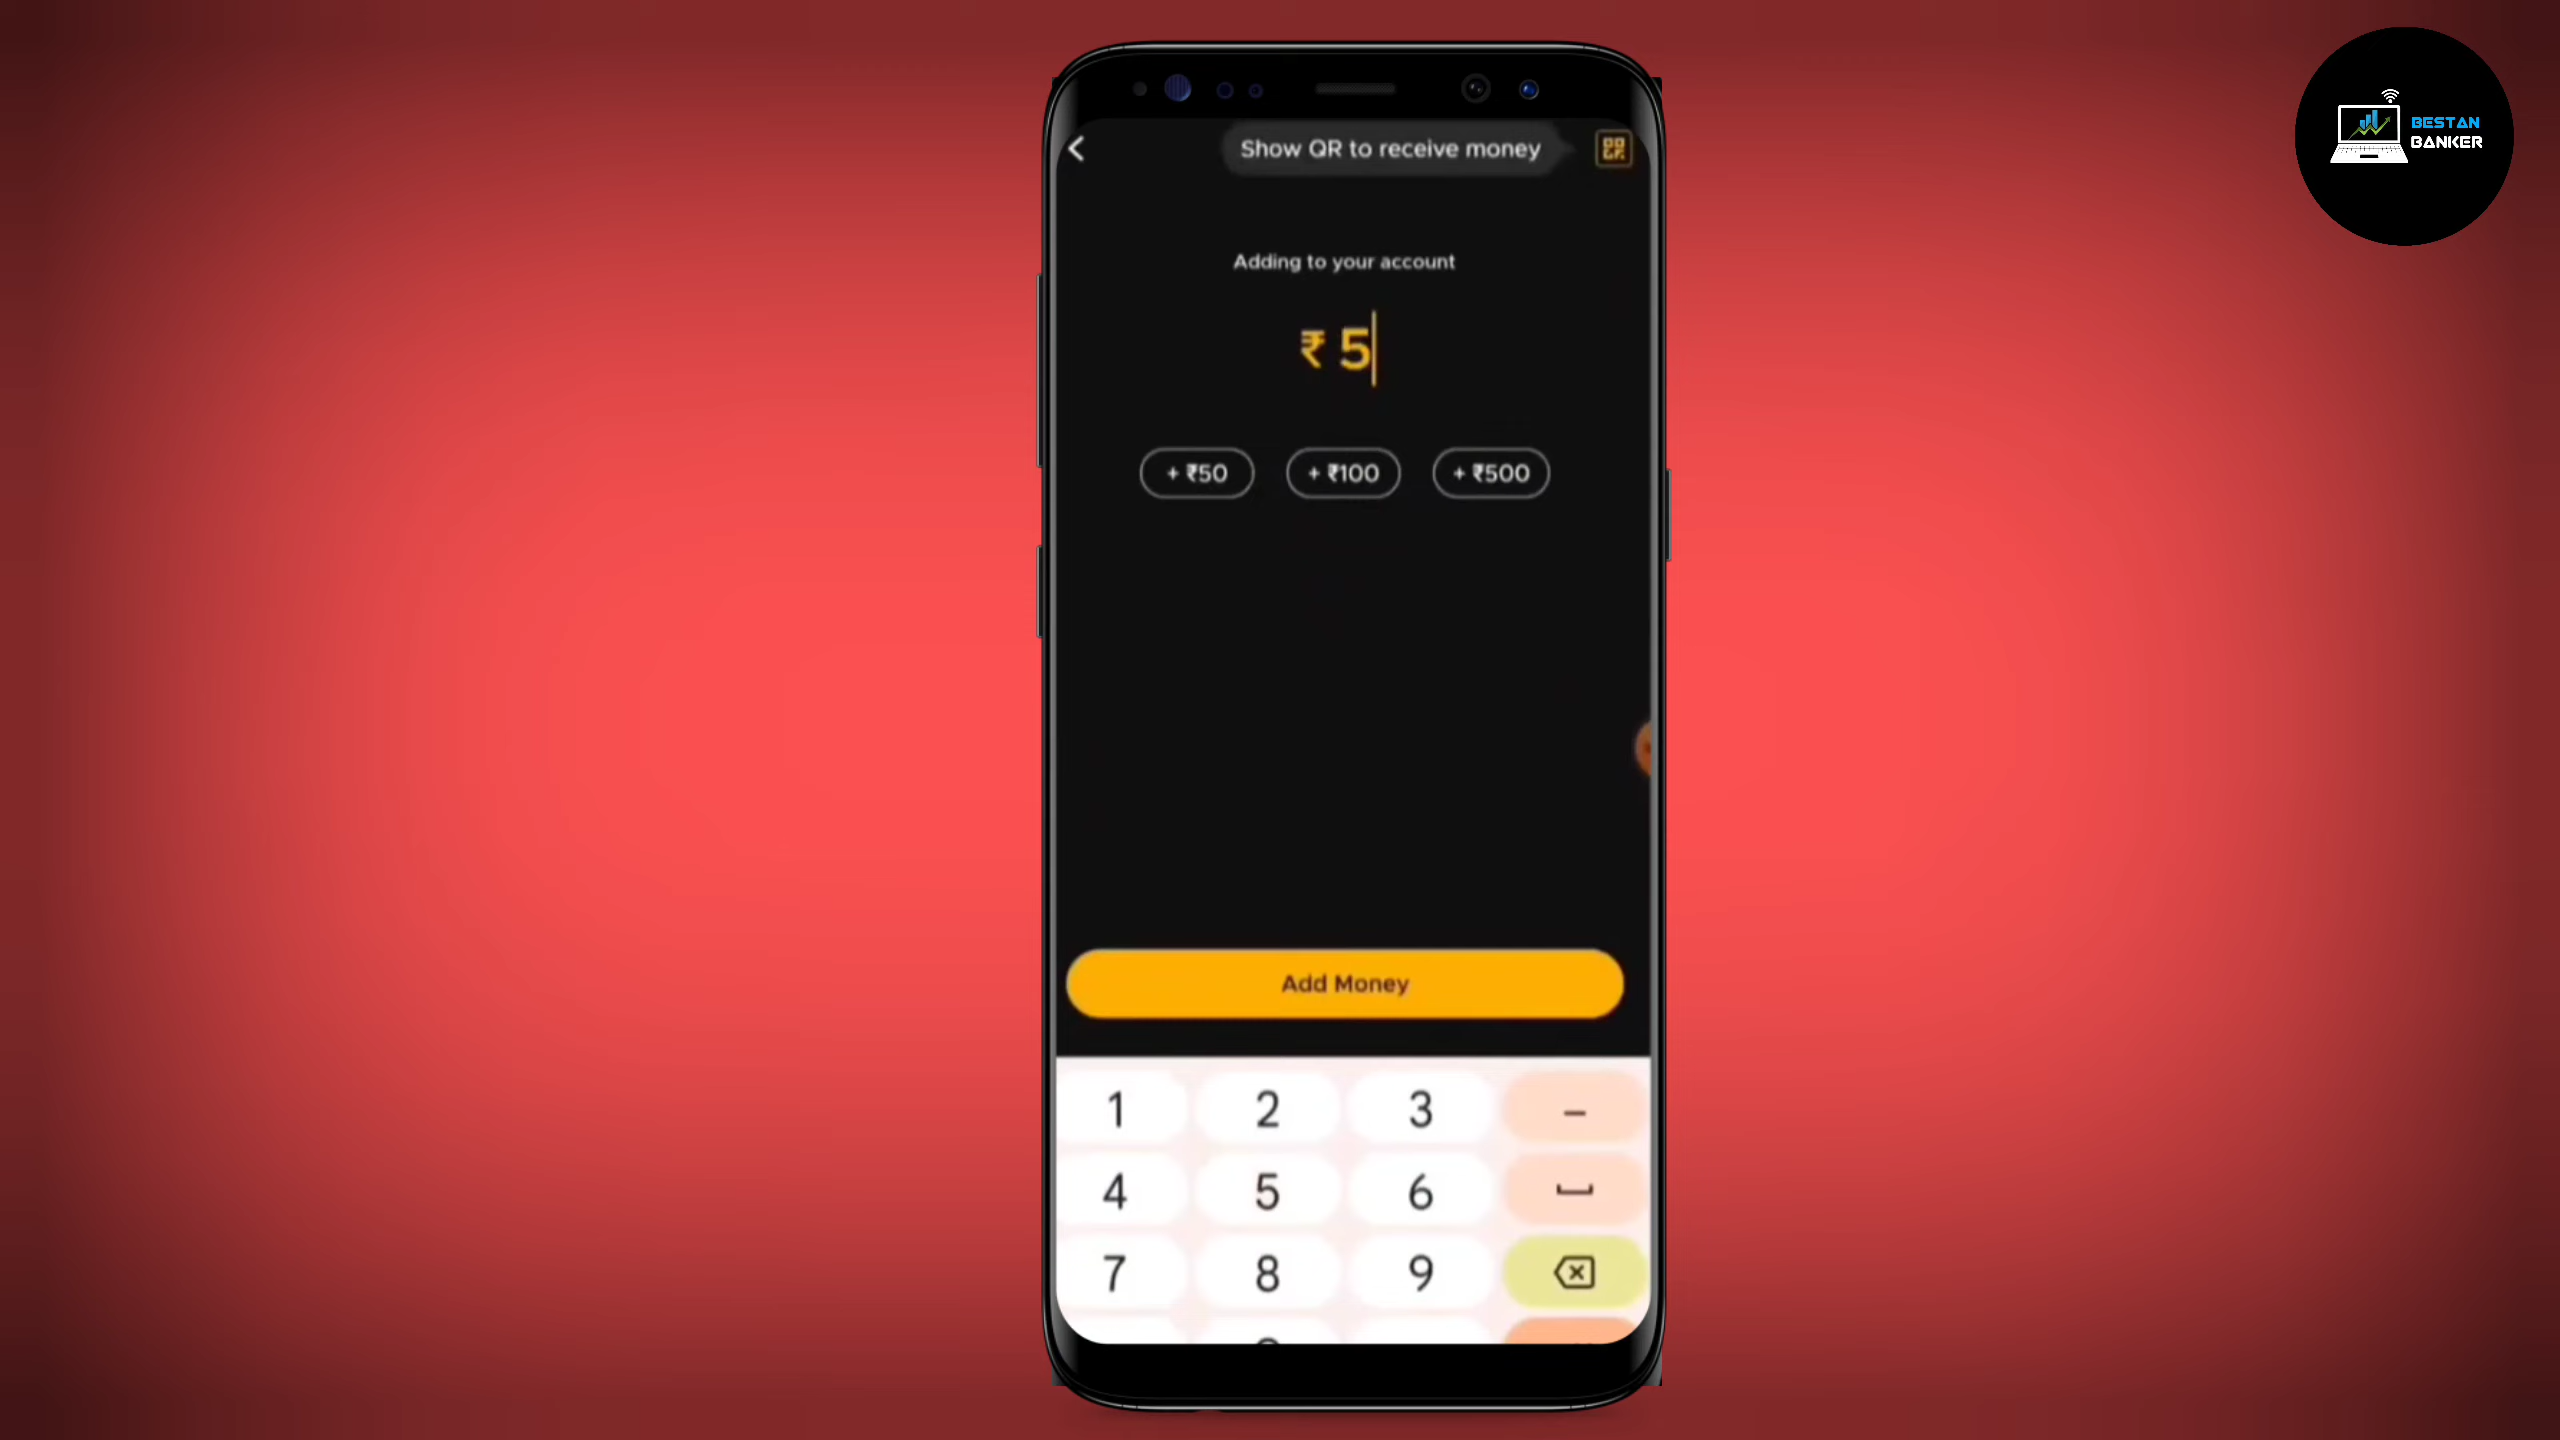 BESTAN
BANKER
Show QR to receive money
Adding to your account
₹ 5
+ ₹50 + ₹100 + ₹500
Add Money
1 2 3 –
4 5 6
7 8 9